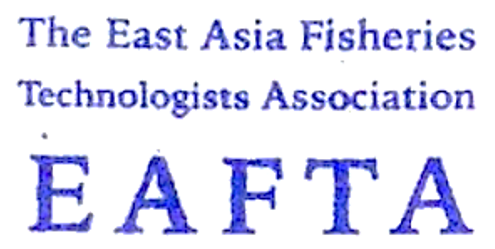 The East Asia Fisheries
Technologists Association
EAFTA